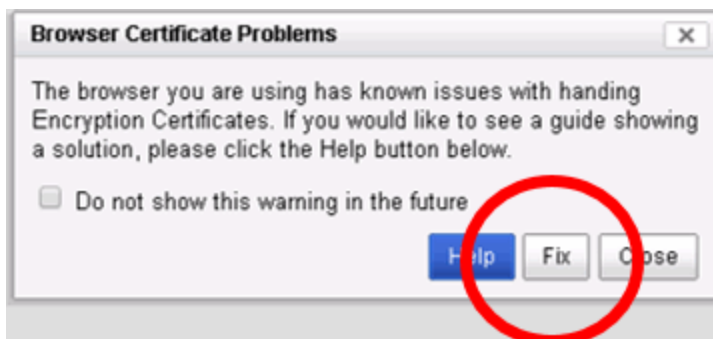 Browser Certificate Problems
The browser you are using has known issues with handing
Encryption Certificates. If you would like to see a guide showing
a solution, please click the Help button below.
Do not show this warning in the future
Help Fix Close